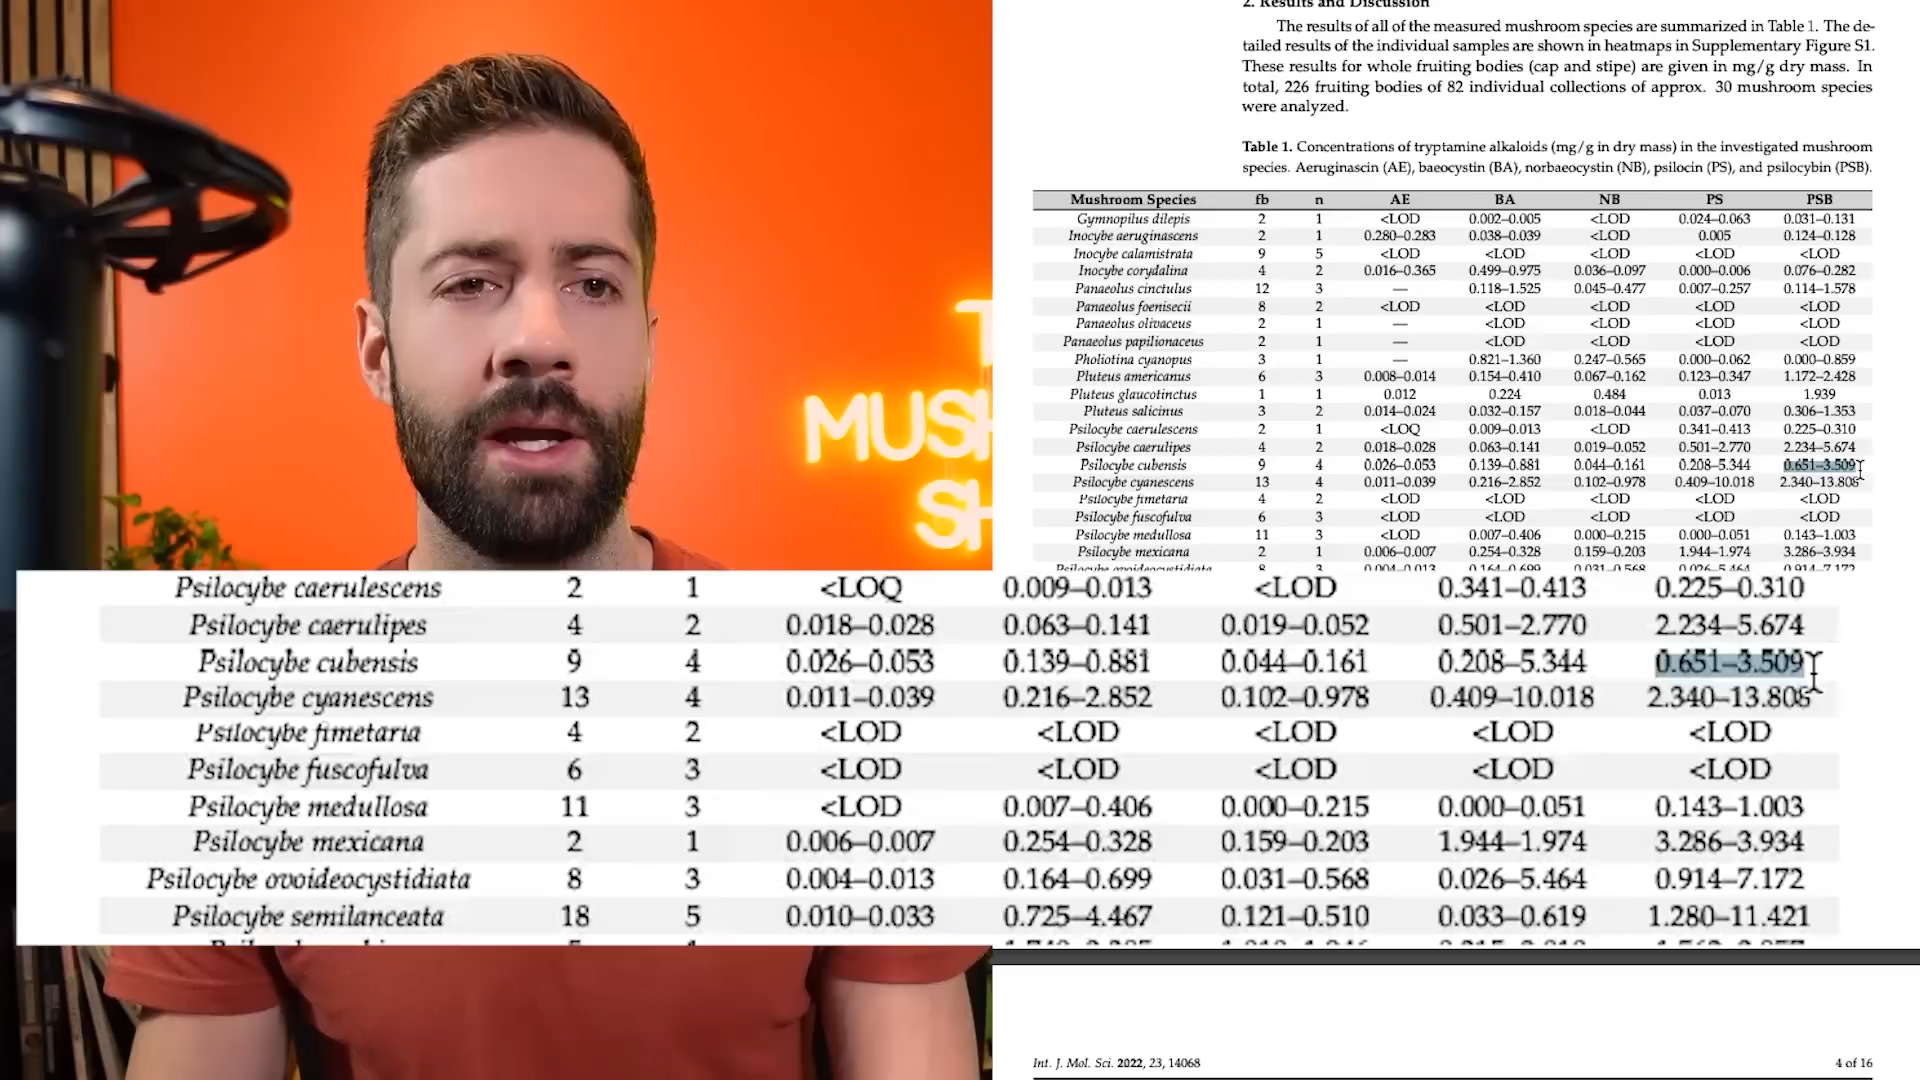 2. Results and Discussion
The results of all of the measured mushroom species are summarized in Table 1. The de-
tailed results of the individual samples are shown in heatmaps in Supplementary Figure S1.
These results for whole fruiting bodies (cap and stipe) are given in mg/g dry mass. In
total, 226 fruiting bodies of 82 individual collections of approx. 30 mushroom species
were analyzed.
Table 1. Concentrations of tryptamine alkaloids (mg/g in dry mass) in the investigated mushroom
species. Aeruginascin (AE), baeocystin (BA), norbaeocystin (NB), psilocin (PS), and psilocybin (PSB).
Mushroom Species fb n AE BA NB PS PSB
Gymnopilus dilepis 2 1 <LOD 0.002–0.005 <LOD 0.024–0.063 0.031–0.131
Inocybe aeruginascens 2 1 0.280–0.283 0.038–0.039 <LOD 0.005 0.124–0.128
Inocybe calamistrata 9 5 <LOD <LOD <LOD <LOD <LOD
Inocybe corydalina 4 2 0.016–0.365 0.499–0.975 0.036–0.097 0.000–0.006 0.076–0.282
Panaeolus cinctulus 12 3 — 0.118–1.525 0.045–0.477 0.007–0.257 0.114–1.578
Panaeolus foenisecii 8 2 <LOD <LOD <LOD <LOD <LOD
Panaeolus olivaceus 2 1 — <LOD <LOD <LOD <LOD
Panaeolus papilionaceus 2 1 — <LOD <LOD <LOD <LOD
Pholiotina cyanopus 3 1 — 0.821–1.360 0.247–0.565 0.000–0.062 0.000–0.859
Pluteus americanus 6 3 0.008–0.014 0.154–0.410 0.067–0.162 0.123–0.347 1.172–2.428
Pluteus glaucotinctus 1 1 0.012 0.224 0.484 0.013 1.939
Pluteus salicinus 3 2 0.014–0.024 0.032–0.157 0.018–0.044 0.037–0.070 0.306–1.353
Psilocybe caerulescens 2 1 <LOQ 0.009–0.013 <LOD 0.341–0.413 0.225–0.310
Psilocybe caerulipes 4 2 0.018–0.028 0.063–0.141 0.019–0.052 0.501–2.770 2.234–5.674
Psilocybe cubensis 9 4 0.026–0.053 0.139–0.881 0.044–0.161 0.208–5.344 0.651–3.509
Psilocybe cyanescens 13 4 0.011–0.039 0.216–2.852 0.102–0.978 0.409–10.018 2.340–13.808
Psilocybe fimetaria 4 2 <LOD <LOD <LOD <LOD <LOD
Psilocybe fuscofulva 6 3 <LOD <LOD <LOD <LOD <LOD
Psilocybe medullosa 11 3 <LOD 0.007–0.406 0.000–0.215 0.000–0.051 0.143–1.003
Psilocybe mexicana 2 1 0.006–0.007 0.254–0.328 0.159–0.203 1.944–1.974 3.286–3.934
Psilocybe ovoideocystidiata 8 3 0.004–0.013 0.164–0.699 0.031–0.568 0.026–5.464 0.914–7.172
MUSH
SH
Psilocybe caerulescens 2 1 <LOQ 0.009–0.013 <LOD 0.341–0.413 0.225–0.310
Psilocybe caerulipes 4 2 0.018–0.028 0.063–0.141 0.019–0.052 0.501–2.770 2.234–5.674
Psilocybe cubensis 9 4 0.026–0.053 0.139–0.881 0.044–0.161 0.208–5.344 0.651–3.509
Psilocybe cyanescens 13 4 0.011–0.039 0.216–2.852 0.102–0.978 0.409–10.018 2.340–13.808
Psilocybe fimetaria 4 2 <LOD <LOD <LOD <LOD <LOD
Psilocybe fuscofulva 6 3 <LOD <LOD <LOD <LOD <LOD
Psilocybe medullosa 11 3 <LOD 0.007–0.406 0.000–0.215 0.000–0.051 0.143–1.003
Psilocybe mexicana 2 1 0.006–0.007 0.254–0.328 0.159–0.203 1.944–1.974 3.286–3.934
Psilocybe ovoideocystidiata 8 3 0.004–0.013 0.164–0.699 0.031–0.568 0.026–5.464 0.914–7.172
Psilocybe semilanceata 18 5 0.010–0.033 0.725–4.467 0.121–0.510 0.033–0.619 1.280–11.421
Int. J. Mol. Sci. 2022, 23, 14068
4 of 16